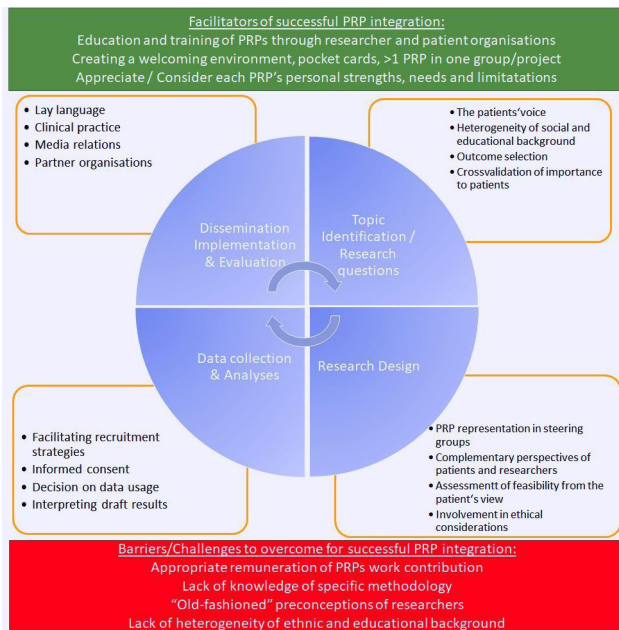 Facilitators of successful PRP integration:
Education and training of PRPs through researcher and patient organisations
Creating a welcoming environment, pocket cards, >1 PRP in one group/project
Appreciate / Consider each PRP's personal strengths, needs and limitatations
• Lay language
• Clinical practice
• Media relations
• Partner organisations
• The patients'voice
• Heterogeneity of social and
educational background
• Outcome selection
• Crossvalidation of importance
to patients
Dissemination
Implementation
& Evaluation
Topic
Identification /
Research
questions
Data collection
& Analyses
Research Design
• Facilitating recruitment
strategies
• Informed consent
• Decision on data usage
• Interpreting draft results
• PRP representation in steering
groups
• Complementary perspectives of
patients and researchers
• Assessmentt of feasibility from the
patient's view
• Involvement in ethical
considerations
Barriers/Challenges to overcome for successful PRP integration:
Appropriate remuneration of PRPs work contribution
Lack of knowledge of specific methodology
"Old-fashioned" preconceptions of researchers
Lack of heterogeneity of ethnic and educational background